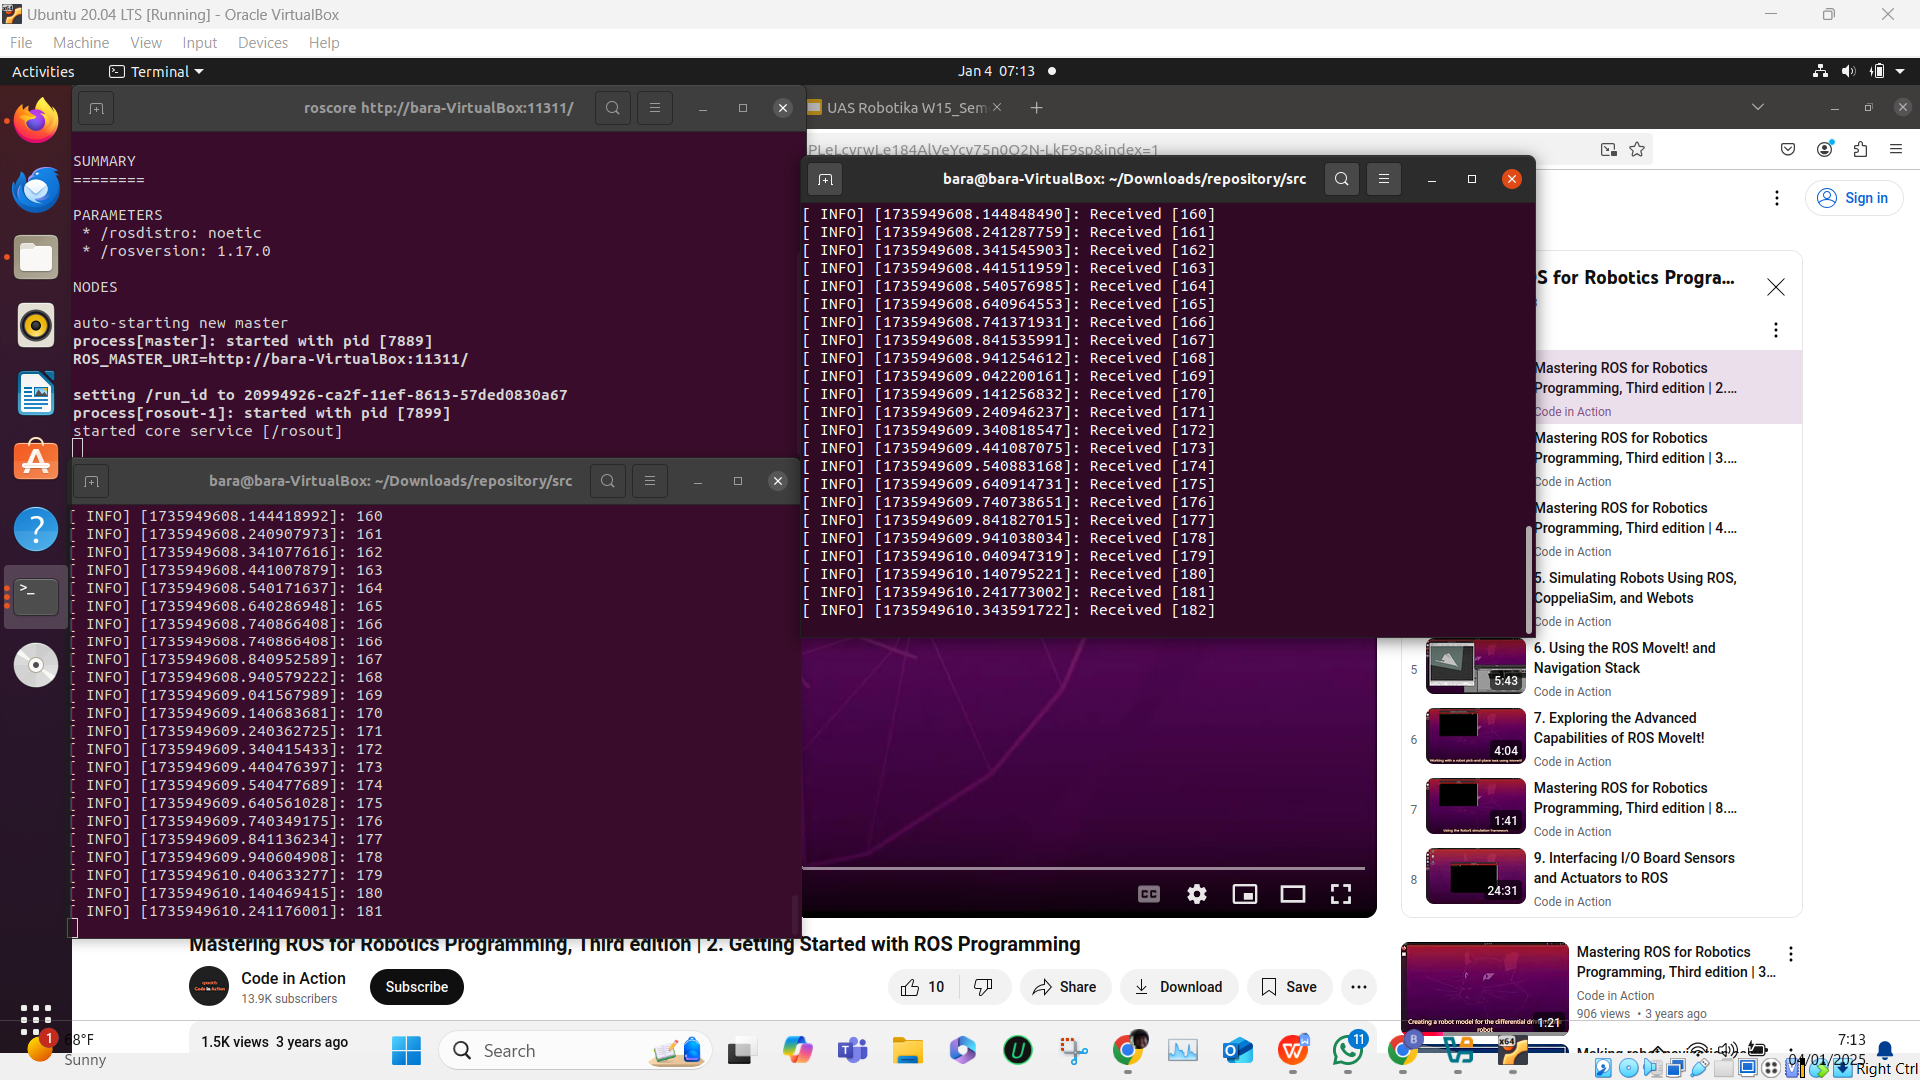 Ubuntu 20.04 LTS [Running] - Oracle VirtualBox
File Machine View Input Devices Help
Activities Terminal Jan 4 07:13
roscore http://bara-VirtualBox:11311/
SUMMARY
========
PARAMETERS
* /rosdistro: noetic
* /rosversion: 1.17.0
NODES
auto-starting new master
process[master]: started with pid [7889]
ROS_MASTER_URI=http://bara-VirtualBox:11311/
setting /run_id to 20994926-ca2f-11ef-8613-57ded0830a67
process[rosout-1]: started with pid [7899]
started core service [/rosout]
bara@bara-VirtualBox: ~/Downloads/repository/src
[ INFO] [1735949608.144418992]: 160
[ INFO] [1735949608.240907973]: 161
[ INFO] [1735949608.341077616]: 162
[ INFO] [1735949608.441007879]: 163
[ INFO] [1735949608.540171637]: 164
[ INFO] [1735949608.640286948]: 165
[ INFO] [1735949608.740866408]: 166
[ INFO] [1735949608.740866408]: 166
[ INFO] [1735949608.840952589]: 167
[ INFO] [1735949608.940579222]: 168
[ INFO] [1735949609.041567989]: 169
[ INFO] [1735949609.140683681]: 170
[ INFO] [1735949609.240362725]: 171
[ INFO] [1735949609.340415433]: 172
[ INFO] [1735949609.440476397]: 173
[ INFO] [1735949609.540477689]: 174
[ INFO] [1735949609.640561028]: 175
[ INFO] [1735949609.740349175]: 176
[ INFO] [1735949609.841136234]: 177
[ INFO] [1735949609.940604908]: 178
[ INFO] [1735949610.040633277]: 179
[ INFO] [1735949610.140469415]: 180
[ INFO] [1735949610.241176001]: 181
UAS Robotika W15_Sem
PLeLcvrwLe184AlVeYcv75n0O2N-LkF9sp&index=1
bara@bara-VirtualBox: ~/Downloads/repository/src
[ INFO] [1735949608.144848490]: Received [160]
[ INFO] [1735949608.241287759]: Received [161]
[ INFO] [1735949608.341545903]: Received [162]
[ INFO] [1735949608.441511959]: Received [163]
[ INFO] [1735949608.540576985]: Received [164]
[ INFO] [1735949608.640964553]: Received [165]
[ INFO] [1735949608.741371931]: Received [166]
[ INFO] [1735949608.841535991]: Received [167]
[ INFO] [1735949608.941254612]: Received [168]
[ INFO] [1735949609.042200161]: Received [169]
[ INFO] [1735949609.141256832]: Received [170]
[ INFO] [1735949609.240946237]: Received [171]
[ INFO] [1735949609.340818547]: Received [172]
[ INFO] [1735949609.441087075]: Received [173]
[ INFO] [1735949609.540883168]: Received [174]
[ INFO] [1735949609.640914731]: Received [175]
[ INFO] [1735949609.740738651]: Received [176]
[ INFO] [1735949609.841827015]: Received [177]
[ INFO] [1735949609.941038034]: Received [178]
[ INFO] [1735949610.040947319]: Received [179]
[ INFO] [1735949610.140795221]: Received [180]
[ INFO] [1735949610.241773002]: Received [181]
[ INFO] [1735949610.343591722]: Received [182]
Sign in
S for Robotics Progra...
Mastering ROS for Robotics
Programming, Third edition | 2....
Code in Action
Mastering ROS for Robotics
Programming, Third edition | 3....
Code in Action
Mastering ROS for Robotics
Programming, Third edition | 4....
Code in Action
5. Simulating Robots Using ROS,
CoppeliaSim, and Webots
Code in Action
5
5:43
6. Using the ROS MoveIt! and
Navigation Stack
Code in Action
6
4:04
7. Exploring the Advanced
Capabilities of ROS MoveIt!
Code in Action
7
1:41
Mastering ROS for Robotics
Programming, Third edition | 8....
Code in Action
8
24:31
9. Interfacing I/O Board Sensors
and Actuators to ROS
Code in Action
Mastering ROS for Robotics Programming, Third edition | 2. Getting Started with ROS Programming
Code in Action
13.9K subscribers
Subscribe
10 Share Download Save
1.5K views 3 years ago
Creating a robot model for the differential
robot
1:21
Mastering ROS for Robotics
Programming, Third edition | 3...
Code in Action
906 views • 3 years ago
1
68°F
Sunny
Search
11
7:13
04/01/2025
Right Ctrl